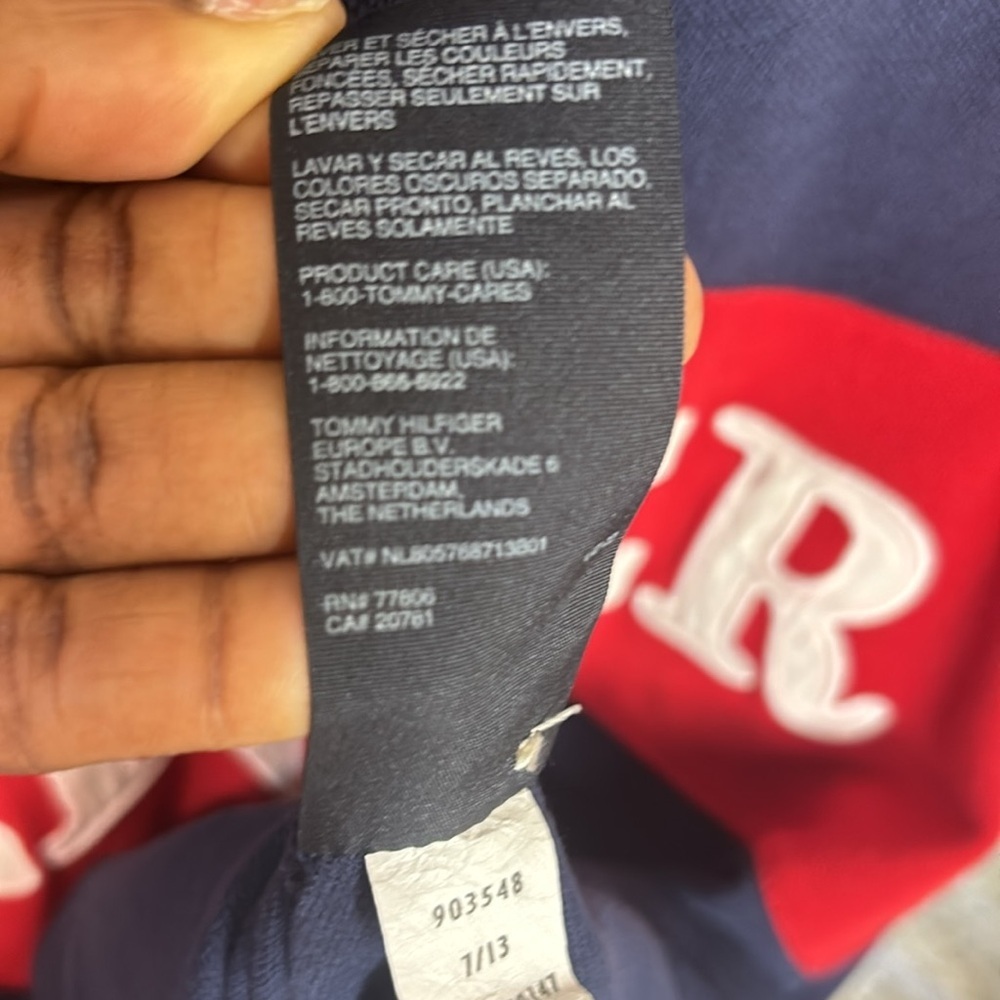 ET SÉCHER À L'ENVERS,
LES COULEURS
FONCÉES, SÉCHER RAPIDEMENT,
REPASSER SEULEMENT SUR
L'ENVERS
LAVAR Y SECAR AL REVES, LOS
COLORES OSCUROS SEPARADO,
SECAR PRONTO, PLANCHAR AL
REVES SOLAMENTE
PRODUCT CARE (USA):
1-800-TOMMY-CARES
INFORMATION DE
NETTOYAGE (USA):
1-800-866-6922
TOMMY HILFIGER
EUROPE B.V.
STADHOUDERSKADE 6
AMSTERDAM,
THE NETHERLANDS
VAT# NL805768713B01
RN# 77806
CA# 20761
R
903548
7/13